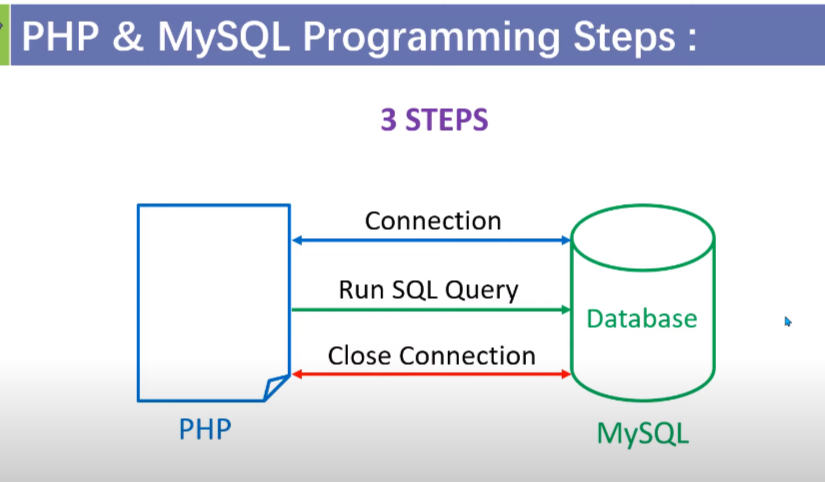 PHP & MySQL Programming Steps :
3 STEPS
Connection
Run SQL Query
Database
Close Connection
PHP
MySQL